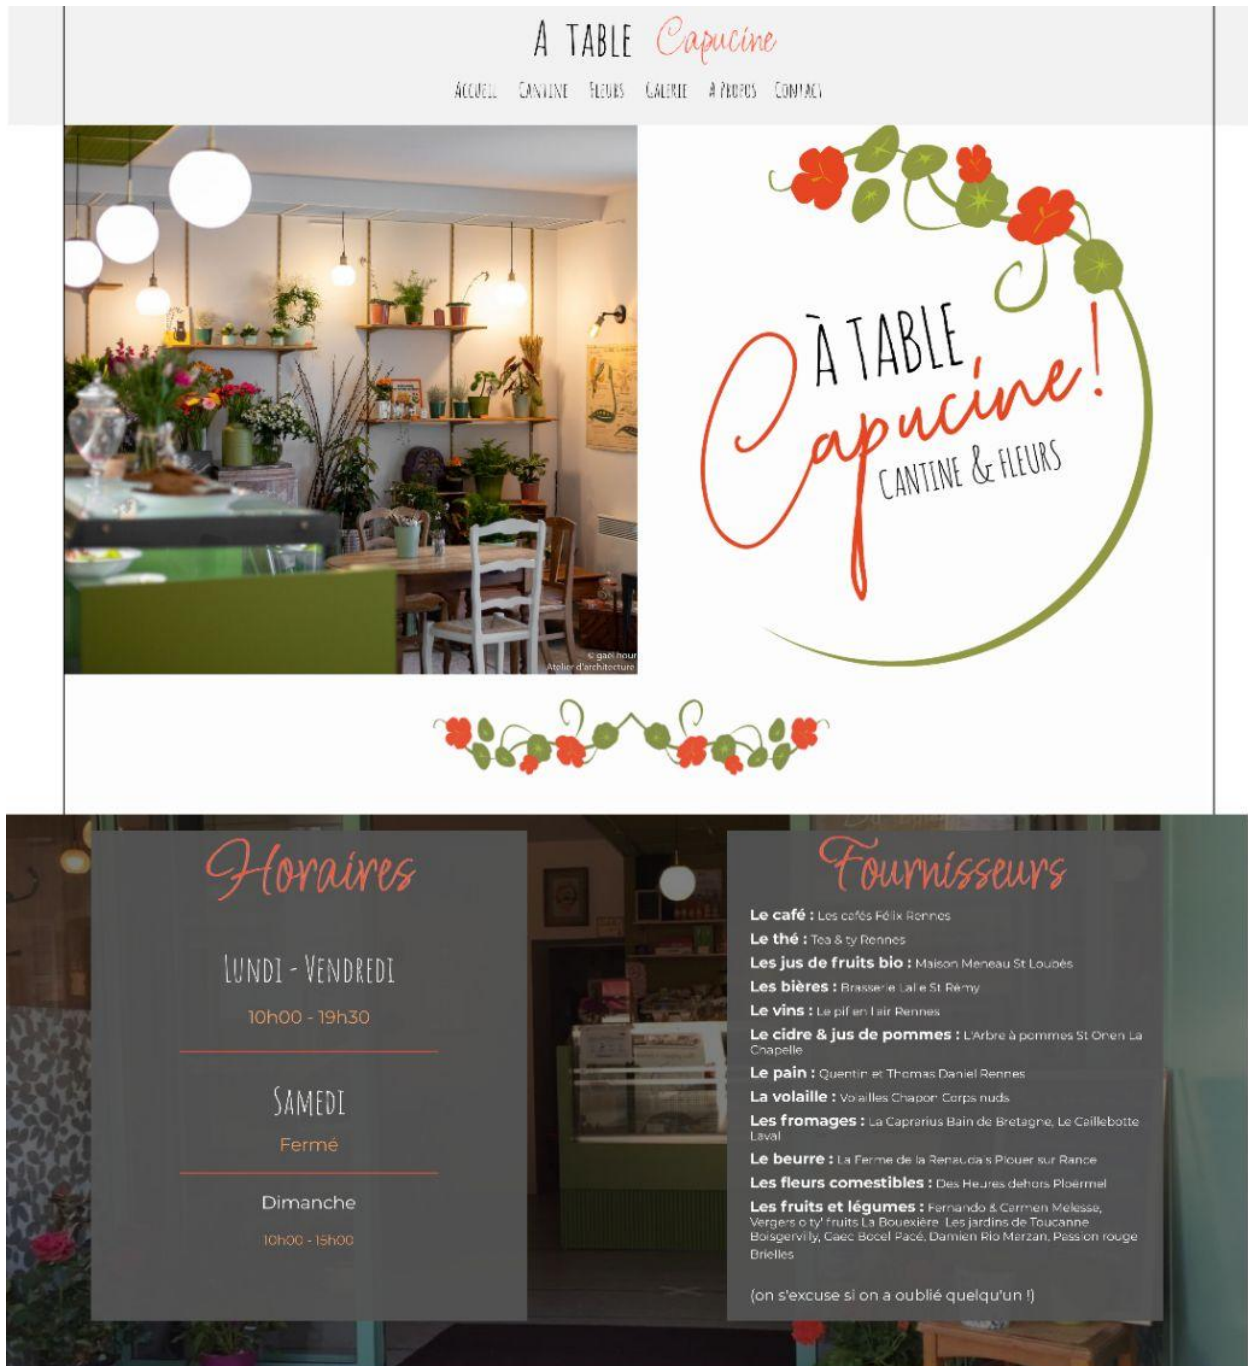 A TABLE Capucine
Accueil Cantine Fleurs Galerie A Propos Contact
© gaël hour
Atelier d'architecture
À TABLE
Capucine!
CANTINE & FLEURS
Horaires
Lundi - Vendredi
10h00 - 19h30
Samedi
Fermé
Dimanche
10h00 - 15h00
Fournisseurs
Le café : Les cafés Félix Rennes
Le thé : Tea & ty Rennes
Les jus de fruits bio : Maison Meneau St Loubès
Les bières : Brasserie St Rémy
Le vins : Le pif en l air Rennes
Le cidre & jus de pommes : L'Arbre à pommes St Onen La
Chapelle
Le pain : Quentin et Thomas Daniel Rennes
La volaille : Volailles Chapon Corps nuds
Les fromages : La Caprarius Bain de Bretagne, Le Caillebotte
Laval
Le beurre : La Ferme de la Renaudais Plouer sur Rance
Les fleurs comestibles : Des Heures dehors Ploërmel
Les fruits et légumes : Fernando & Carmen Melesse,
Vergers o ty' fruits La Bouexière Les jardins de Toucanne
Boisgervilly, Gaec Bocel Pacé, Damien Rio Marzan, Passion rouge
Brielles
(on s'excuse si on a oublié quelqu'un !)